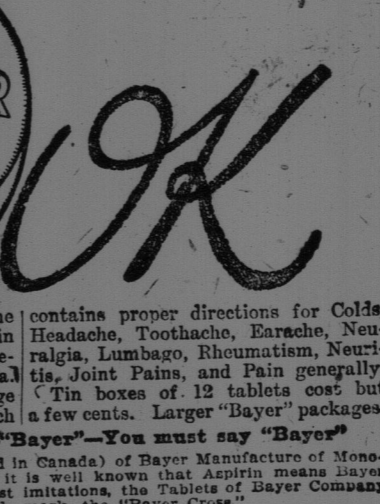 OK
contains proper directions for Colds
Headache, Toothache, Earache, Neu-
ralgia, Lumbago, Rheumatism, Neuri-
tis, Joint Pains, and Pain generally
Tin boxes of 12 tablets cost but
a few cents. Larger "Bayer" packages
"Bayer"—You must say "Bayer"
in Canada) of Bayer Manufacture of Mono-
it is well known that Aspirin means Bayer
imitations, the Tablets of Bayer Company
"Bayer Cross."